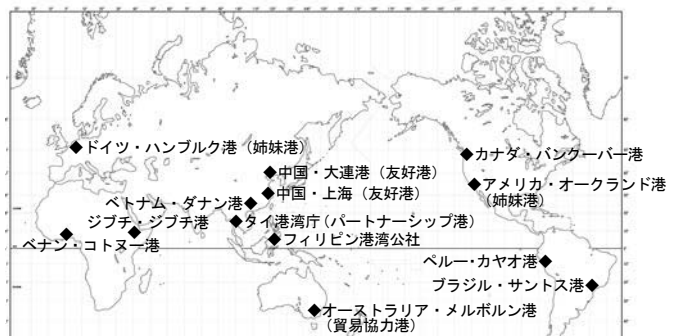 ドイツ・ハンブルク港（姉妹港）
カナダ・バンクーバー港
中国・大連港（友好港）
アメリカ・オークランド港
（姉妹港）
中国・上海（友好港）
ベトナム・ダナン港
ジブチ・ジブチ港
タイ港湾庁（パートナーシップ港）
ベナン・コトヌー港
フィリピン港湾公社
ペルー・カヤオ港
ブラジル・サントス港
オーストラリア・メルボルン港
（貿易協力港）